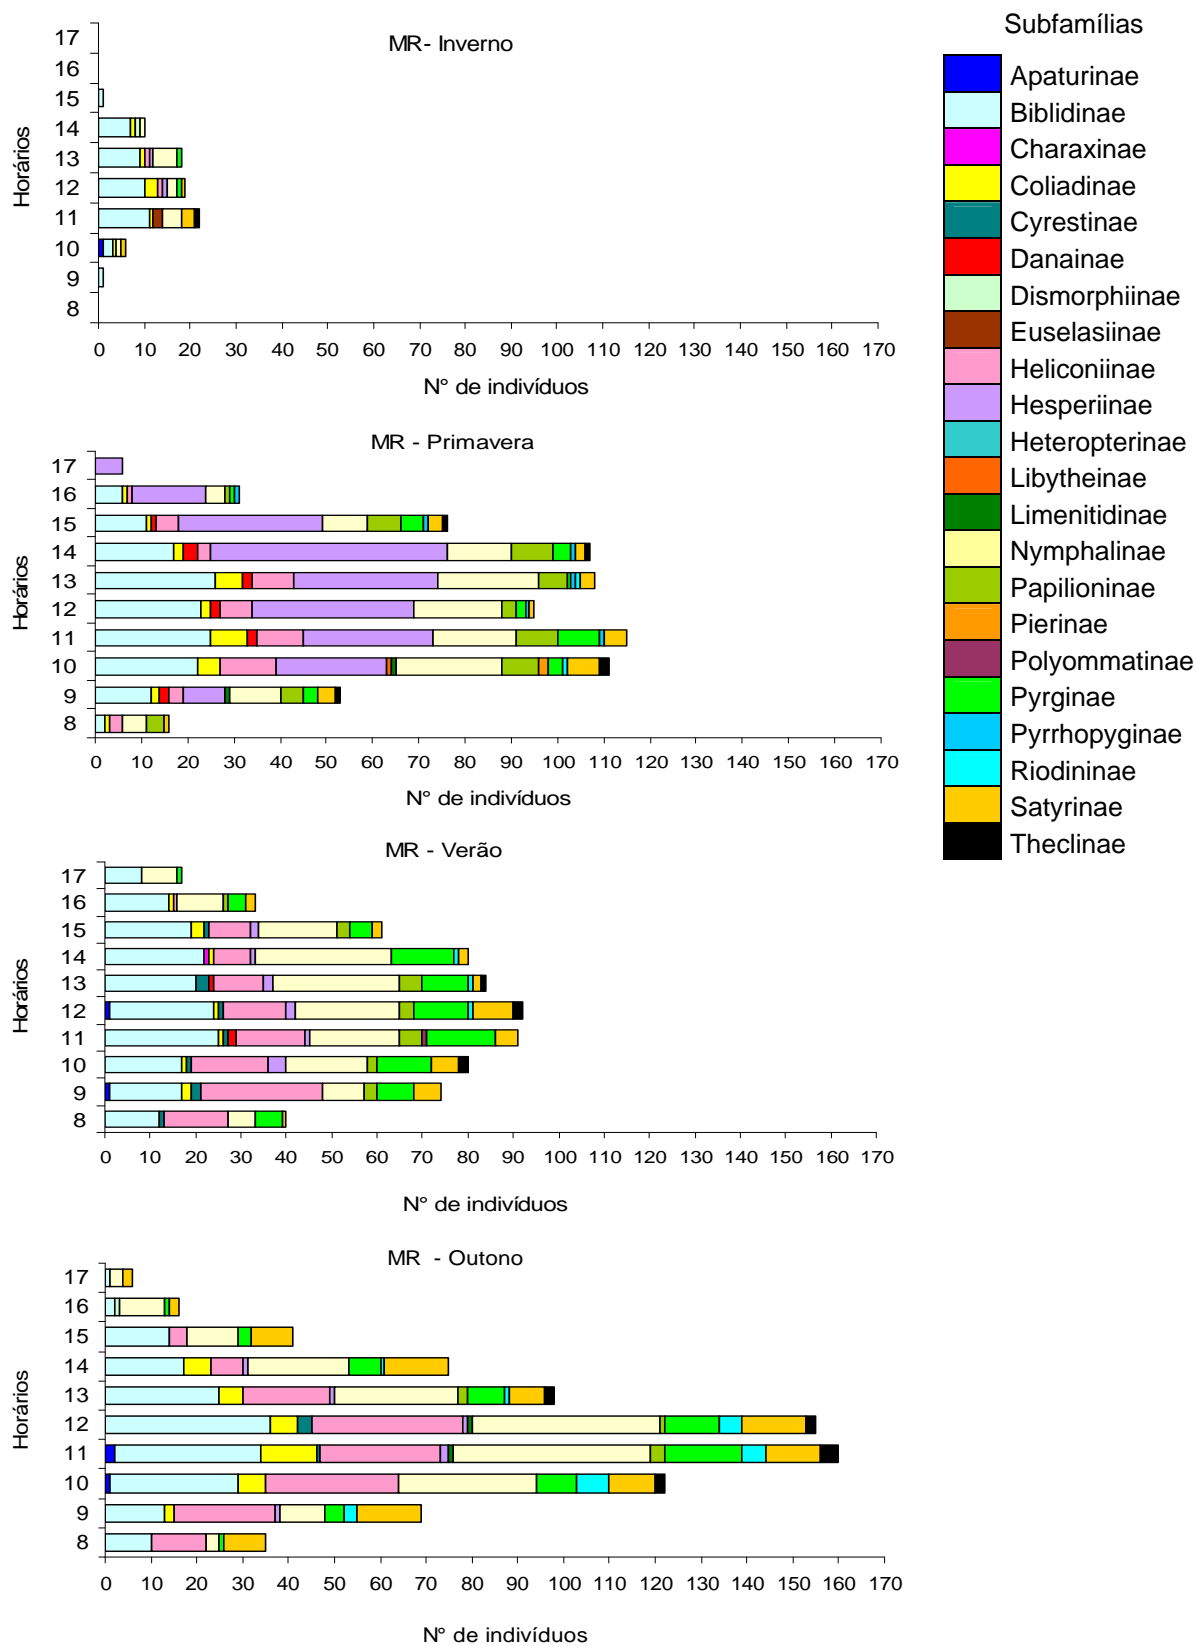 MR- Inverno
Horários
17
16
15
14
13
12
11
10
9
8
0 10 20 30 40 50 60 70 80 90 100 110 120 130 140 150 160 170
N° de indivíduos
MR - Primavera
Horários
17
16
15
14
13
12
11
10
9
8
0 10 20 30 40 50 60 70 80 90 100 110 120 130 140 150 160 170
N° de indivíduos
MR - Verão
Horários
17
16
15
14
13
12
11
10
9
8
0 10 20 30 40 50 60 70 80 90 100 110 120 130 140 150 160 170
N° de indivíduos
MR - Outono
Horários
17
16
15
14
13
12
11
10
9
8
0 10 20 30 40 50 60 70 80 90 100 110 120 130 140 150 160 170
N° de indivíduos
Subfamílias
Apaturinae
Biblidinae
Charaxinae
Coliadinae
Cyrestinae
Danainae
Dismorphiinae
Euselasiinae
Heliconiinae
Hesperiinae
Heteropterinae
Libytheinae
Limenitidinae
Nymphalinae
Papilioninae
Pierinae
Polyommatinae
Pyrginae
Pyrrhopyginae
Riodininae
Satyrinae
Theclinae